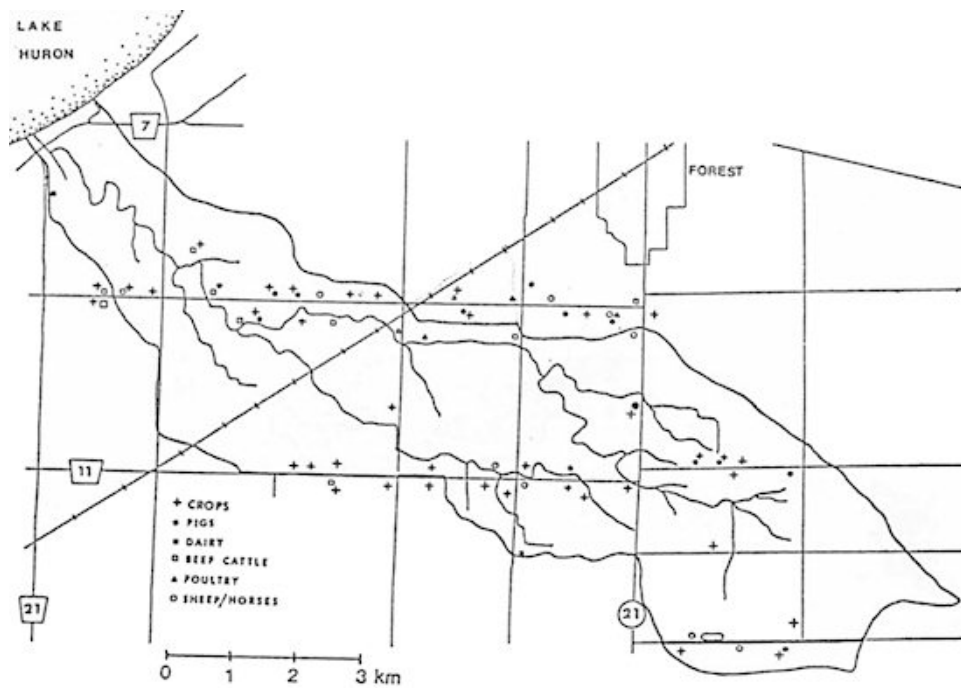 LAKE
HURON
7
FOREST
11
+ CROPS
PIGS
DAIRY
BEEF CATTLE
POULTRY
SHEEP/HORSES
21
21
0 1 2 3 km